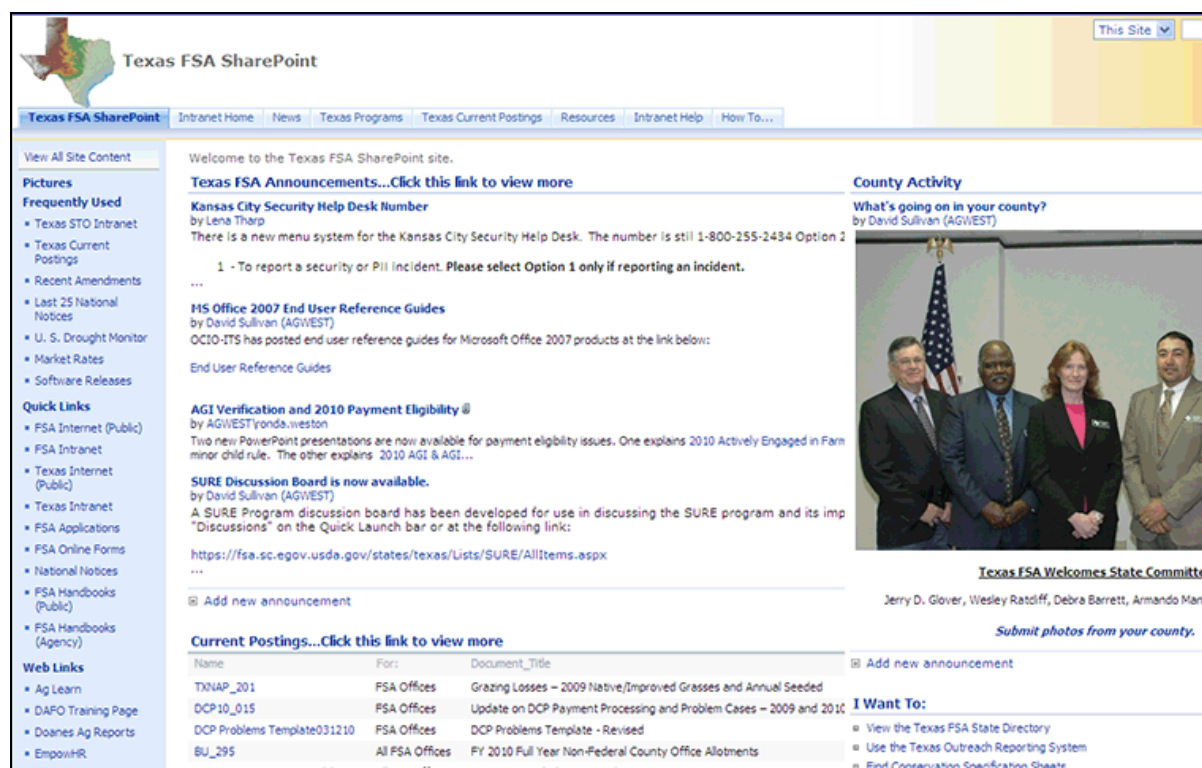 This Site
Texas FSA SharePoint
Texas FSA SharePoint
Intranet Home
News
Texas Programs
Texas Current Postings
Resources
Intranet Help
How To...
View All Site Content
Pictures
Frequently Used
Texas STO Intranet
Texas Current
Postings
Recent Amendments
Last 25 National
Notices
U. S. Drought Monitor
Market Rates
Software Releases
Quick Links
FSA Internet (Public)
FSA Intranet
Texas Internet
(Public)
Texas Intranet
FSA Applications
FSA Online Forms
National Notices
FSA Handbooks
(Public)
FSA Handbooks
(Agency)
Web Links
Ag Learn
DAFO Training Page
Doanes Ag Reports
EmpowHR
Welcome to the Texas FSA SharePoint site.
Texas FSA Announcements...Click this link to view more
Kansas City Security Help Desk Number
by Lena Tharp
There is a new menu system for the Kansas City Security Help Desk. The number is still 1-800-255-2434 Option 2
1 - To report a security or PII incident. Please select Option 1 only if reporting an incident.
...
MS Office 2007 End User Reference Guides
by David Sullivan (AGWEST)
OCIO-ITS has posted end user reference guides for Microsoft Office 2007 products at the link below:
End User Reference Guides
AGI Verification and 2010 Payment Eligibility
by AGWEST\ronda.weston
Two new PowerPoint presentations are now available for payment eligibility issues. One explains 2010 Actively Engaged in Farm
minor child rule. The other explains 2010 AGI & AGI...
SURE Discussion Board is now available.
by David Sullivan (AGWEST)
A SURE Program discussion board has been developed for use in discussing the SURE program and its imp
"Discussions" on the Quick Launch bar or at the following link:
https://fsa.sc.egov.usda.gov/states/texas/Lists/SURE/AllItems.aspx
...
Add new announcement
Current Postings...Click this link to view more
Name For: Document_Title
TXNAP_201 FSA Offices Grazing Losses – 2009 Native/Improved Grasses and Annual Seeded
DCP10_015 FSA Offices Update on DCP Payment Processing and Problem Cases – 2009 and 2010
DCP Problems Template031210 FSA Offices DCP Problems Template - Revised
BU_295 All FSA Offices FY 2010 Full Year Non-Federal County Office Allotments
County Activity
What's going on in your county?
by David Sullivan (AGWEST)
Texas FSA Welcomes State Committe
Jerry D. Glover, Wesley Ratcliff, Debra Barrett, Armando Man
Submit photos from your county.
Add new announcement
I Want To:
View the Texas FSA State Directory
Use the Texas Outreach Reporting System
Find Conservation Specification Sheets